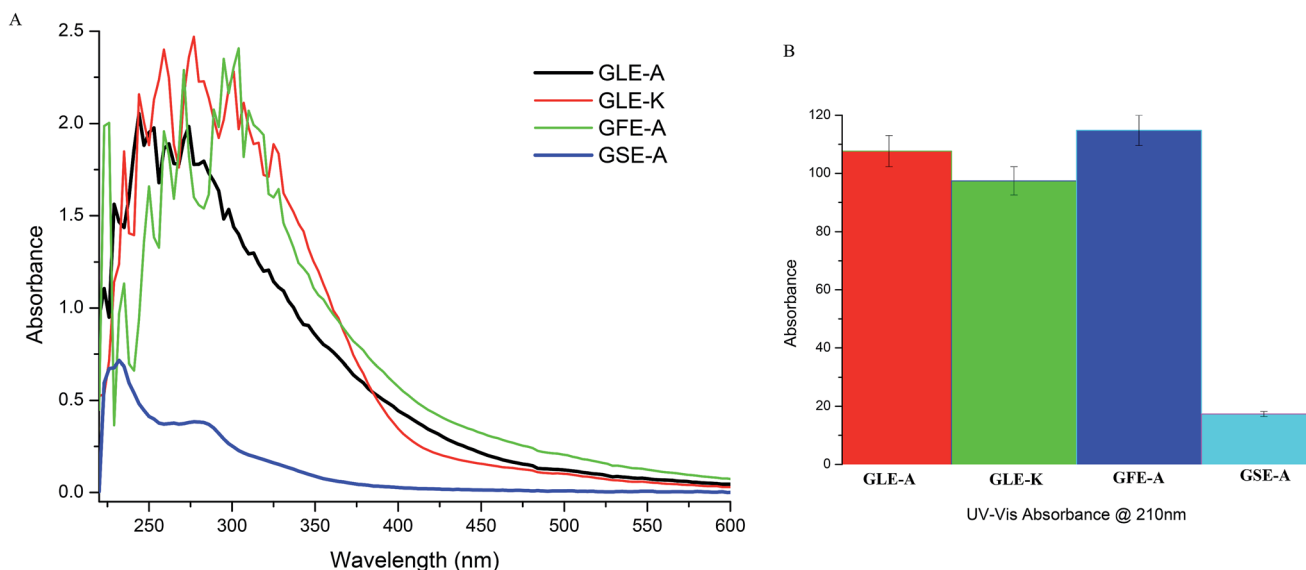 A
2.5
2.0
1.5
1.0
0.5
0.0
Absorbance
250 300 350 400 450 500 550 600
Wavelength (nm)
GLE-A
GLE-K
GFE-A
GSE-A
B
120
100
80
60
40
20
0
Absorbance
GLE-A GLE-K GFE-A GSE-A
UV-Vis Absorbance @ 210nm